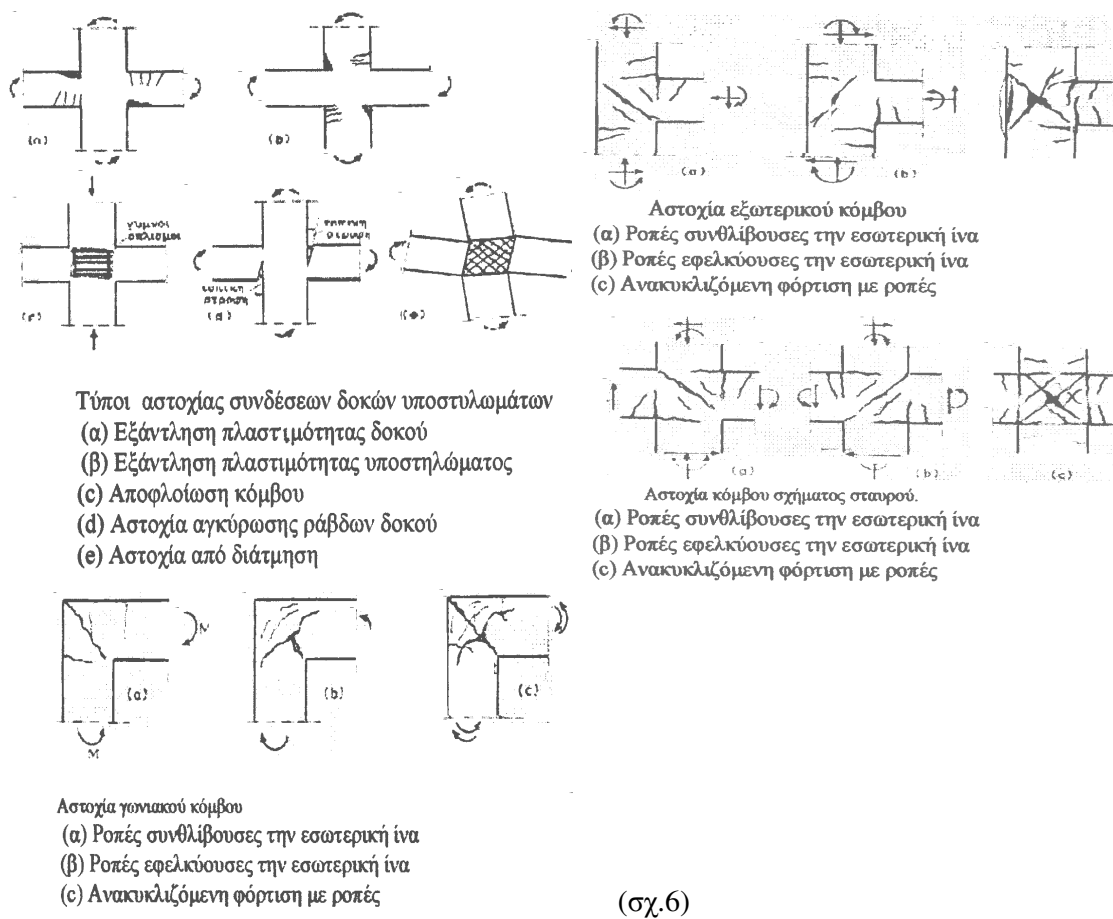 (a)
(b)
γυμνοί
οπλισμοί
τοπική
στρώση
τοπική
στρώση
(c)
(d)
(e)
Τύποι αστοχίας συνδέσεων δοκών υποστυλωμάτων
(α) Εξάντληση πλαστιμότητας δοκού
(β) Εξάντληση πλαστιμότητας υποστηλώματος
(c) Αποφλοίωση κόμβου
(d) Αστοχία αγκύρωσης ράβδων δοκού
(e) Αστοχία από διάτμηση
M
(a)
(b)
(c)
M
Αστοχία γωνιακού κόμβου
(α) Ροπές συνθλίβουσες την εσωτερική ίνα
(β) Ροπές εφελκύουσες την εσωτερική ίνα
(c) Ανακυκλιζόμενη φόρτιση με ροπές
(a)
(b)
Αστοχία εξωτερικού κόμβου
(α) Ροπές συνθλίβουσες την εσωτερική ίνα
(β) Ροπές εφελκύουσες την εσωτερική ίνα
(c) Ανακυκλιζόμενη φόρτιση με ροπές
(a)
(b)
(c)
Αστοχία κόμβου σχήματος σταυρού.
(α) Ροπές συνθλίβουσες την εσωτερική ίνα
(β) Ροπές εφελκύουσες την εσωτερική ίνα
(c) Ανακυκλιζόμενη φόρτιση με ροπές
(σχ.6)